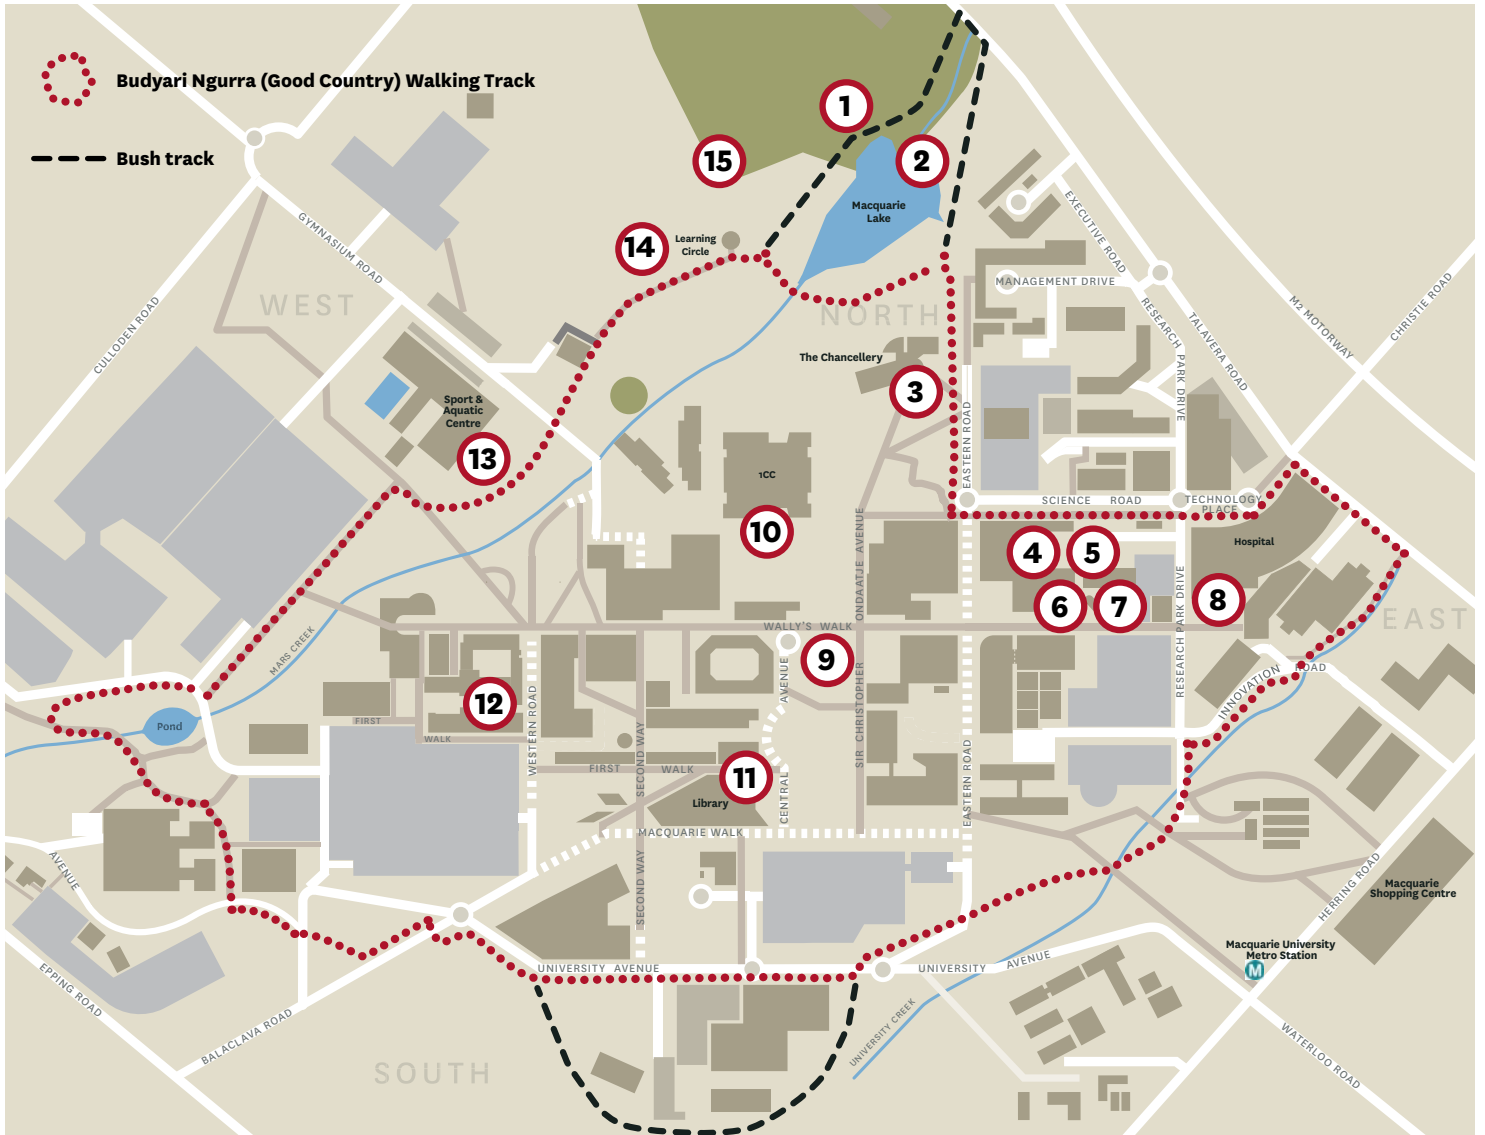 Budyari Ngurra (Good Country) Walking Track
Bush track
1
2
15
Macquarie
Lake
14
Learning
Circle
EXECUTIVE ROAD
GYMNASIUM ROAD
WEST
CULLODEN ROAD
NORTH
MANAGEMENT DRIVE
RESEARCH PARK DRIVE
TALAVERA ROAD
M2 MOTORWAY
CHRISTIE ROAD
The Chancellery
3
Sport &
Aquatic
Centre
13
EASTERN ROAD
1CC
10
SCIENCE ROAD
TECHNOLOGY
PLACE
Hospital
4
5
6
7
8
SIR CHRISTOPHER ONDAATJE AVENUE
WALLY'S WALK
9
EAST
MARS CREEK
RESEARCH PARK DRIVE
INNOVATION ROAD
12
Pond
FIRST WALK
WESTERN ROAD
SECOND WAY
FIRST WALK
11
Library
CENTRAL AVENUE
EASTERN ROAD
MACQUARIE WALK
SECOND WAY
AVENUE
HERRING ROAD
Macquarie
Shopping Centre
Macquarie University
Metro Station
M
EPPING ROAD
BALACLAVA ROAD
UNIVERSITY AVENUE
UNIVERSITY AVENUE
UNIVERSITY CREEK
WATERLOO ROAD
SOUTH